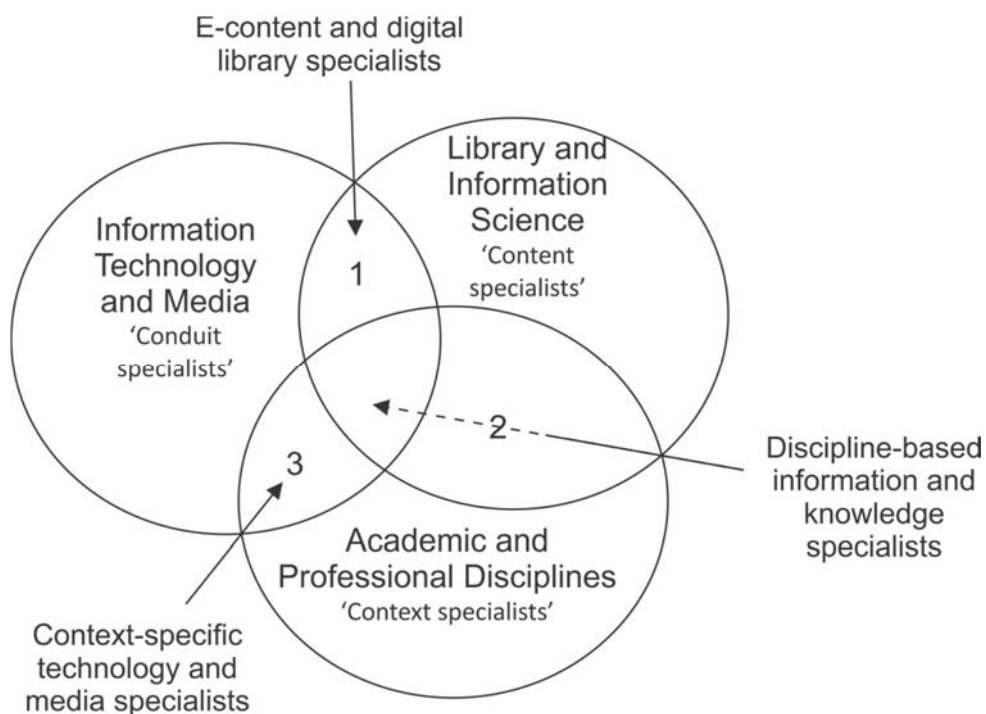 E-content and digital
library specialists
Library and
Information
Science
‘Content
specialists’
Information
Technology
and Media
‘Conduit
specialists’
1
2
3
Discipline-based
information and
knowledge
specialists
Academic and
Professional Disciplines
‘Context specialists’
Context-specific
technology and
media specialists